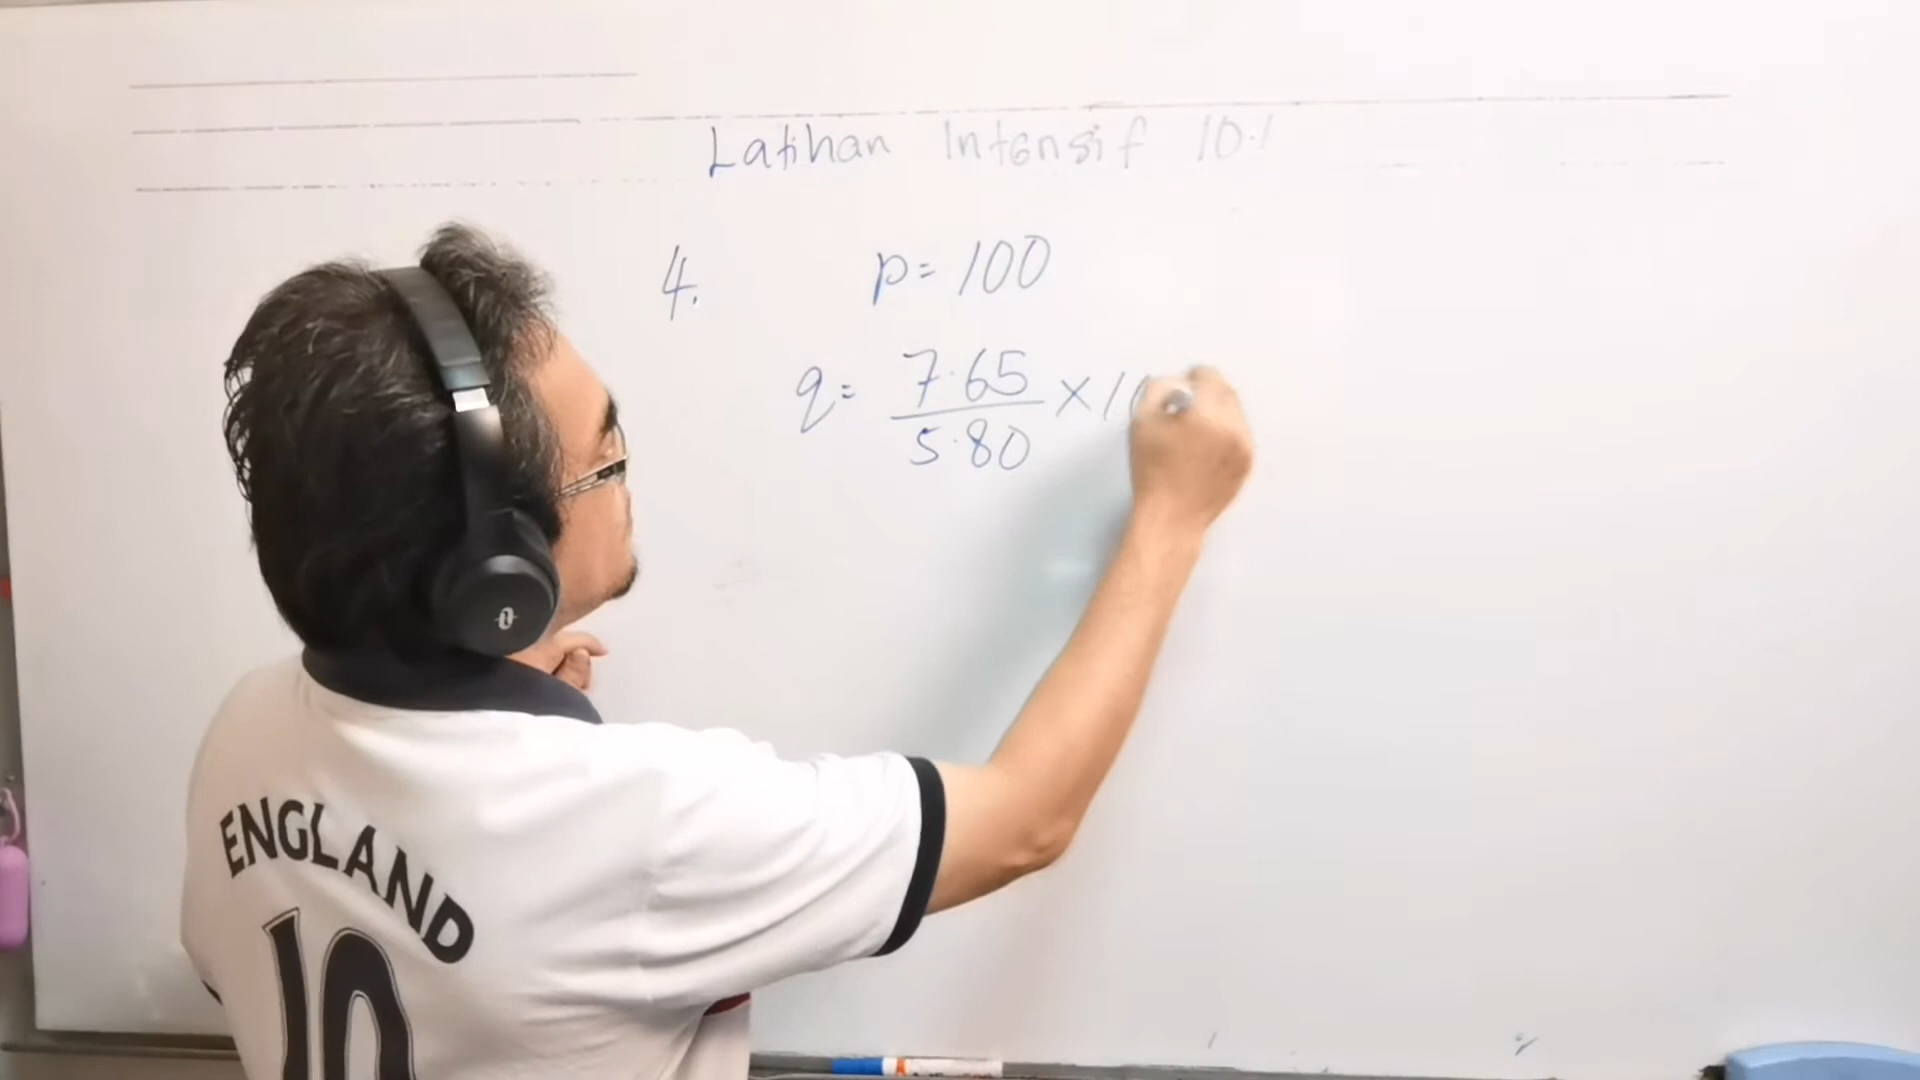 Latihan Intensif 10.1
4. p = 100
q = 7.65
5.80 × 10
ENGLAND
10